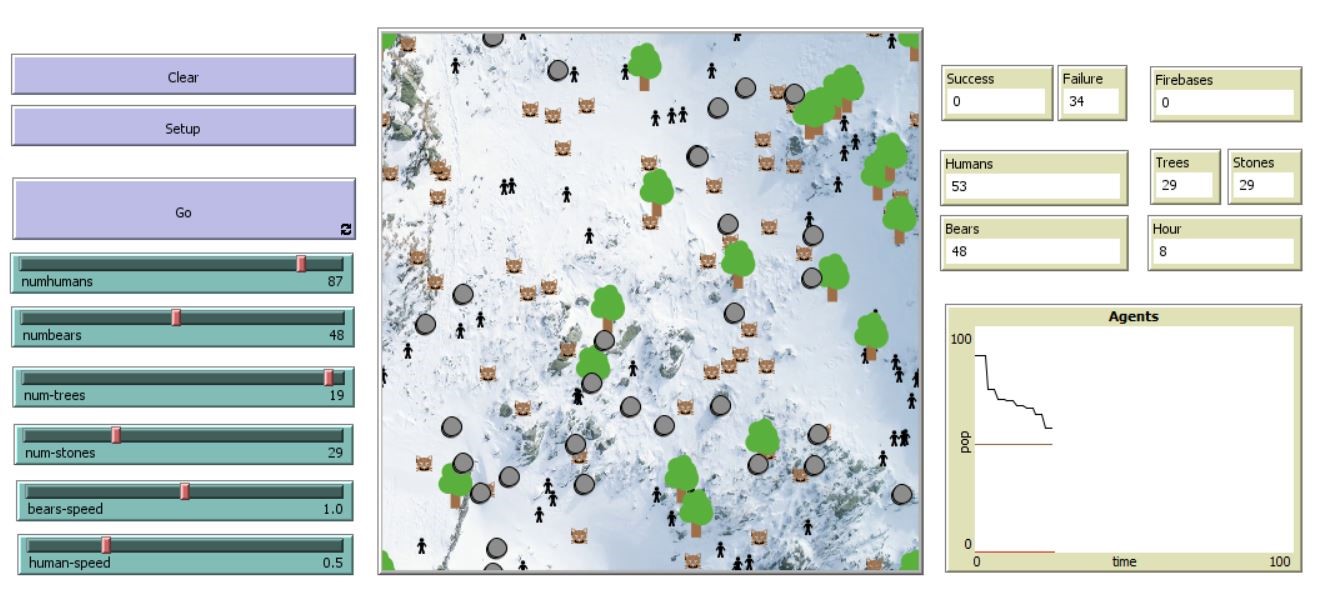 Clear
Setup
Go
numhumans 87
numbears 48
num-trees 19
num-stones 29
bears-speed 1.0
human-speed 0.5
Success Failure Firebases
0 34 0
Humans Trees Stones
53 29 29
Bears Hour
48 8
Agents
100
pop
0
0 time 100